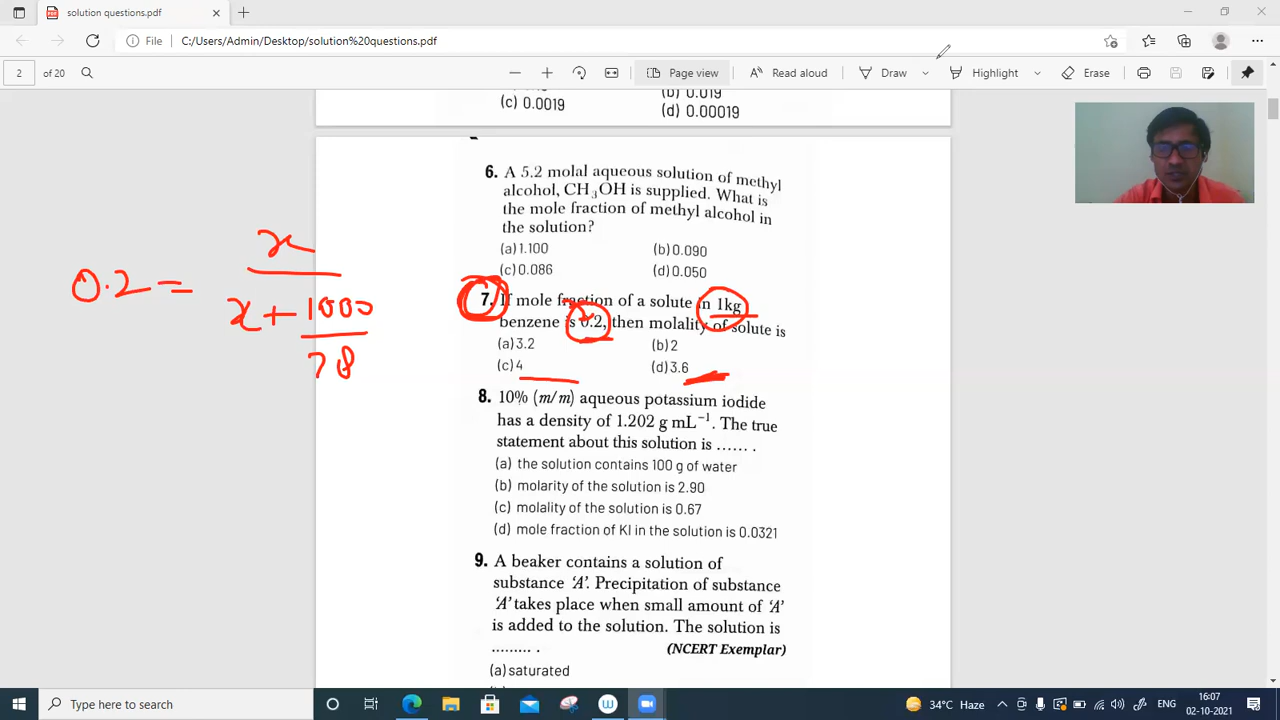 solution questions.pdf
File
C:/Users/Admin/Desktop/solution%20questions.pdf
2
of 20
Page view
Read aloud
Draw
Highlight
Erase
(c) 0.0019
(b) 0.019
(d) 0.00019
6. A 5.2 molal aqueous solution of methyl
alcohol, CH3OH is supplied. What is
the mole fraction of methyl alcohol in
the solution?
(a) 1.100
(b) 0.090
(c) 0.086
(d) 0.050
7. If mole fraction of a solute in 1kg
benzene is 0.2, then molality of solute is
(a) 3.2
(b) 2
(c) 4
(d) 3.6
0.2 = x
x + 1000
78
8. 10% (m/m) aqueous potassium iodide
has a density of 1.202 g mL⁻¹. The true
statement about this solution is ...... .
(a) the solution contains 100 g of water
(b) molarity of the solution is 2.90
(c) molality of the solution is 0.67
(d) mole fraction of KI in the solution is 0.0321
9. A beaker contains a solution of
substance ‘A’. Precipitation of substance
‘A’ takes place when small amount of ‘A’
is added to the solution. The solution is
......... .
(NCERT Exemplar)
(a) saturated
Type here to search
34°C Haze
ENG
16:07
02-10-2021